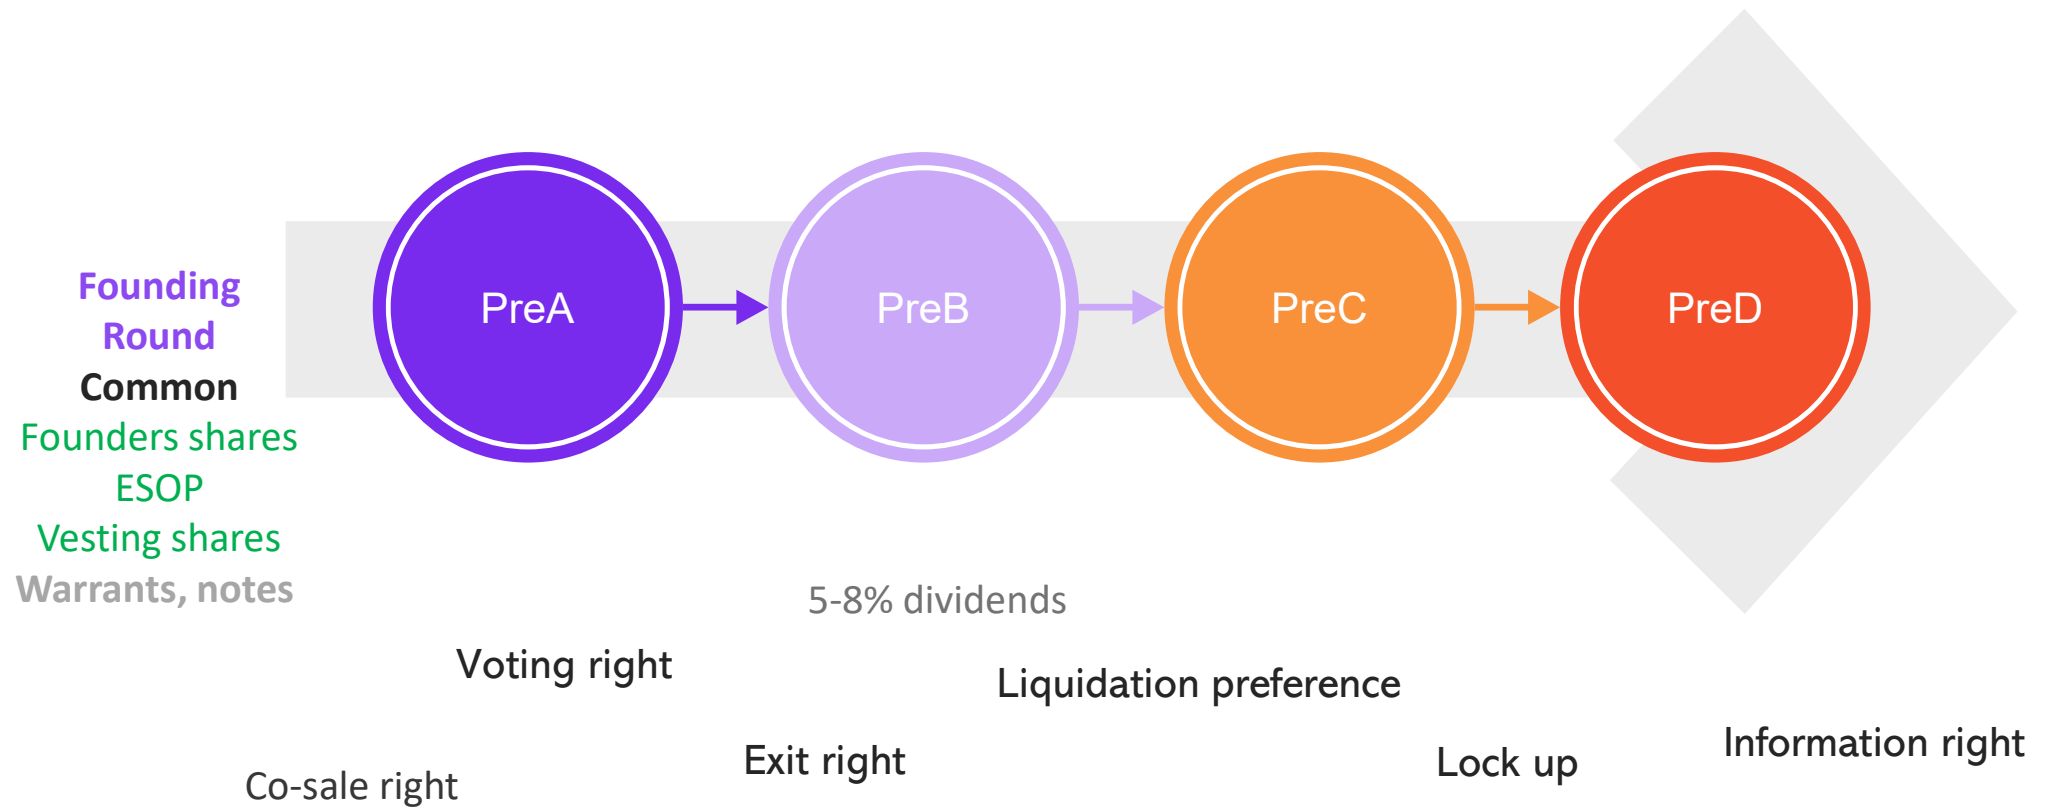 Founding
Round
Common
Founders shares
ESOP
Vesting shares
Warrants, notes
PreA
PreB
PreC
PreD
5-8% dividends
Voting right
Liquidation preference
Information right
Exit right
Lock up
Co-sale right